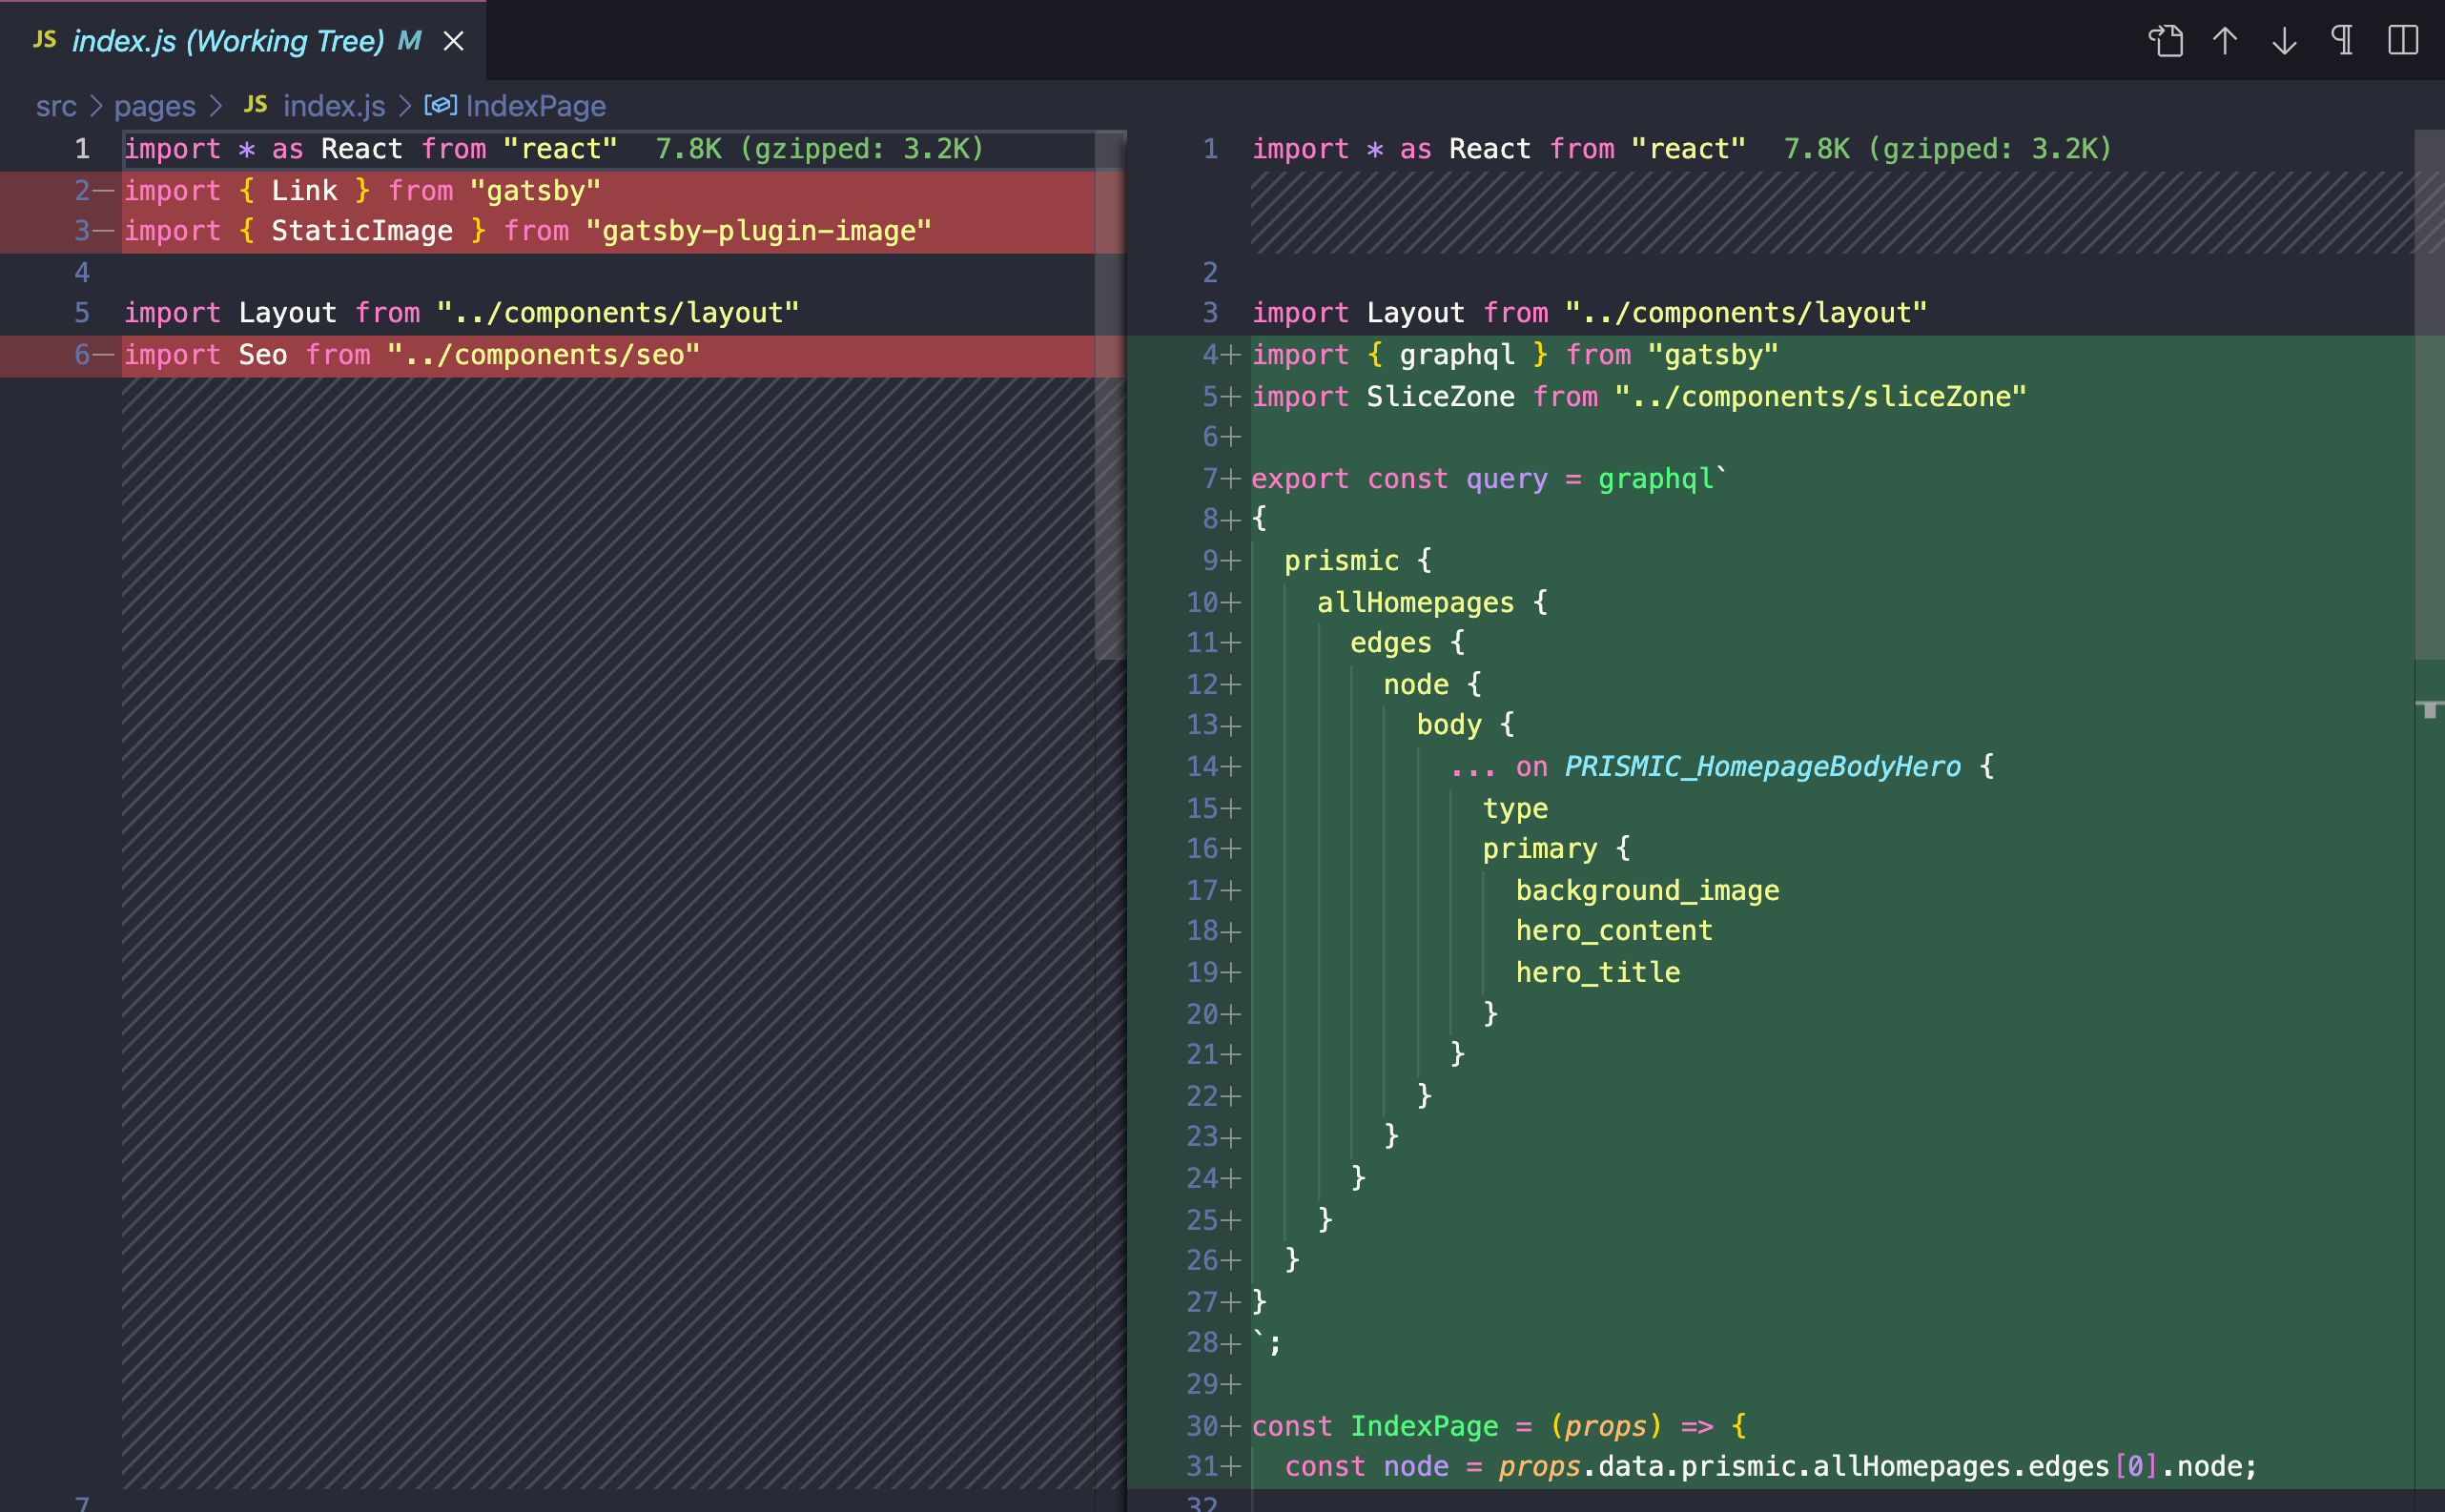 JS index.js (Working Tree) M
src > pages > JS index.js > IndexPage
1 import * as React from "react" 7.8K (gzipped: 3.2K)
2— import { Link } from "gatsby"
3— import { StaticImage } from "gatsby-plugin-image"
4
5 import Layout from "../components/layout"
6— import Seo from "../components/seo"
7
1 import * as React from "react" 7.8K (gzipped: 3.2K)
2
3 import Layout from "../components/layout"
4+ import { graphql } from "gatsby"
5+ import SliceZone from "../components/sliceZone"
6+
7+ export const query = graphql`
8+ {
9+   prismic {
10+     allHomepages {
11+       edges {
12+         node {
13+           body {
14+             ... on PRISMIC_HomepageBodyHero {
15+               type
16+               primary {
17+                 background_image
18+                 hero_content
19+                 hero_title
20+               }
21+             }
22+           }
23+         }
24+       }
25+     }
26+   }
27+ }
28+ `;
29+
30+ const IndexPage = (props) => {
31+   const node = props.data.prismic.allHomepages.edges[0].node;
32